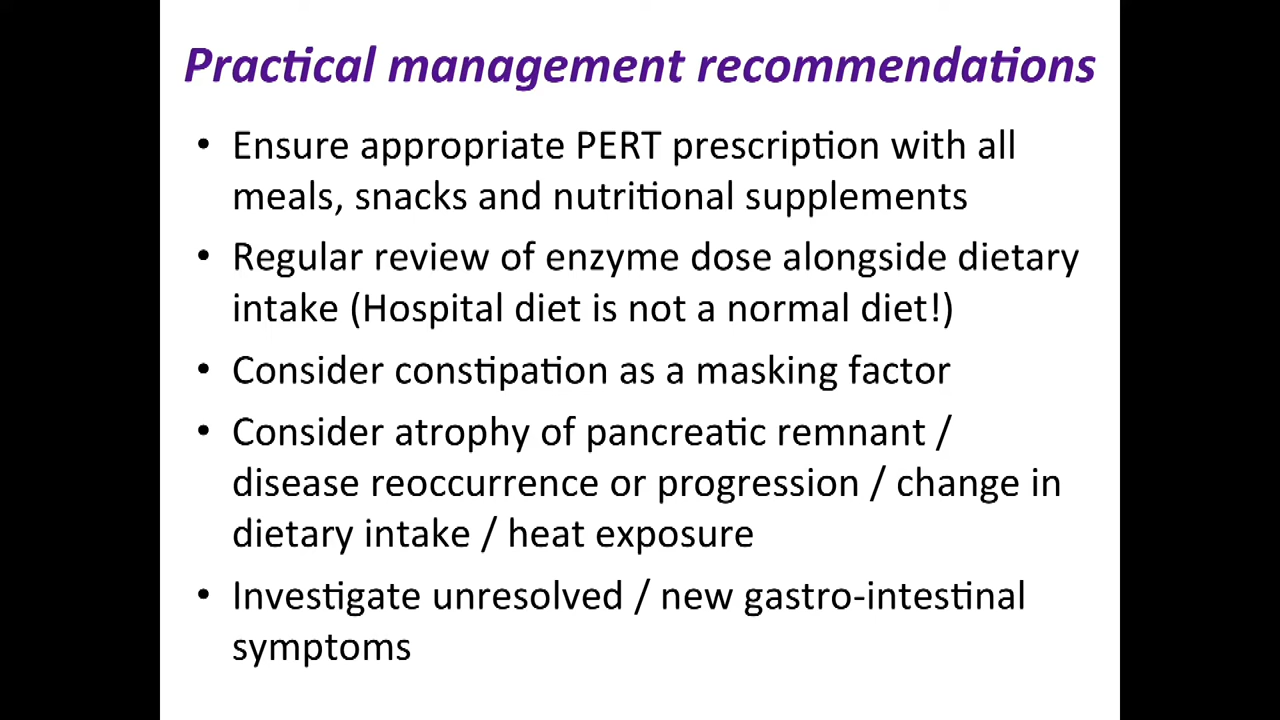 Practical management recommendations
• Ensure appropriate PERT prescription with all
meals, snacks and nutritional supplements
• Regular review of enzyme dose alongside dietary
intake (Hospital diet is not a normal diet!)
• Consider constipation as a masking factor
• Consider atrophy of pancreatic remnant /
disease reoccurrence or progression / change in
dietary intake / heat exposure
• Investigate unresolved / new gastro-intestinal
symptoms